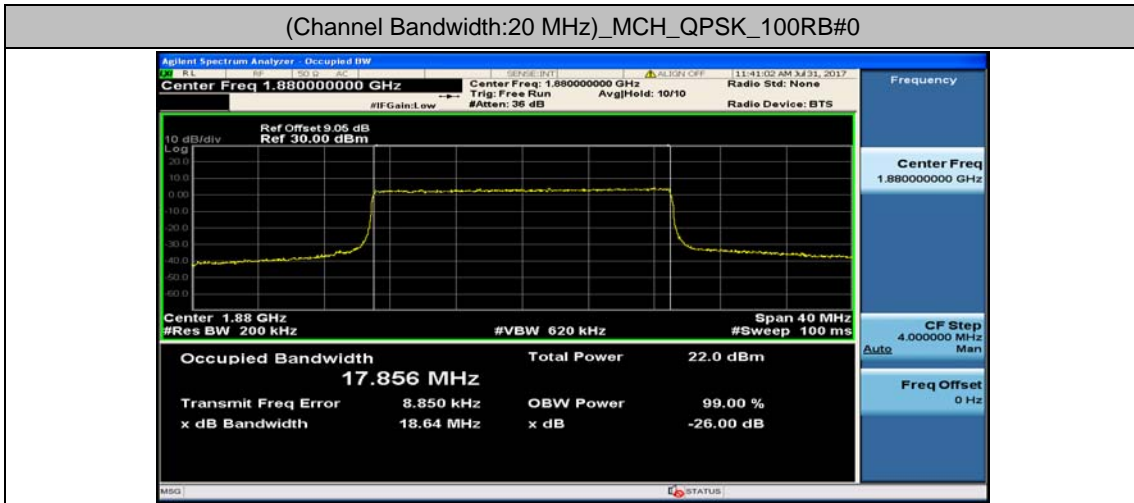 (Channel Bandwidth:20 MHz)_MCH_QPSK_100RB#0
Agilent Spectrum Analyzer - Occupied BW
RL RF 50 Ω AC SENSE:INT ALIGN OFF 11:41:02 AM Jul 31, 2017
Center Freq 1.880000000 GHz
Center Freq: 1.880000000 GHz
Radio Std: None
Trig: Free Run Avg|Hold: 10/10
#IFGain:Low #Atten: 36 dB Radio Device: BTS
Ref Offset 9.05 dB
10 dB/div Ref 30.00 dBm
Log
20.0
10.0
0.00
-10.0
-20.0
-30.0
-40.0
-50.0
-60.0
Center 1.88 GHz Span 40 MHz
#Res BW 200 kHz #VBW 620 kHz #Sweep 100 ms
Occupied Bandwidth Total Power 22.0 dBm
17.856 MHz
Transmit Freq Error 8.850 kHz OBW Power 99.00 %
x dB Bandwidth 18.64 MHz x dB -26.00 dB
MSG STATUS
Frequency
Center Freq
1.880000000 GHz
CF Step
4.000000 MHz
Auto Man
Freq Offset
0 Hz